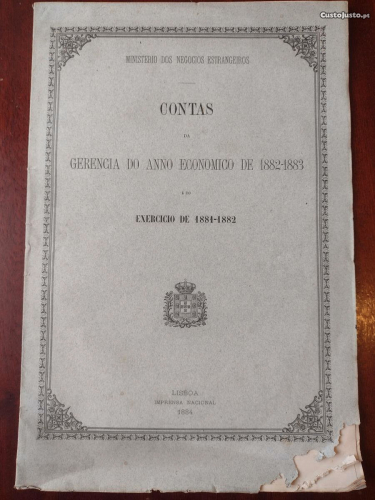 CustoJusto.pt
MINISTERIO DOS NEGOCIOS ESTRANGEIROS
CONTAS
DA
GERENCIA DO ANNO ECONOMICO DE 1882-1883
E DO
EXERCICIO DE 1881-1882
LISBOA
IMPRENSA NACIONAL
1884